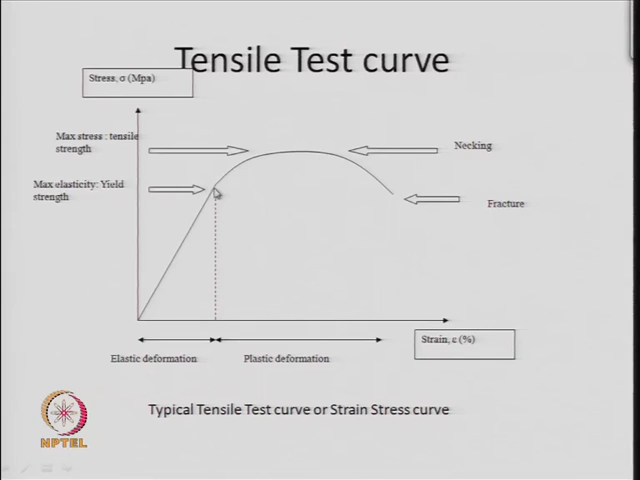 Tensile Test curve
Stress, σ (Mpa)
Max stress : tensile
strength
Necking
Max elasticity: Yield
strength
Fracture
Strain, ε (%)
Elastic deformation
Plastic deformation
Typical Tensile Test curve or Strain Stress curve
NPTEL